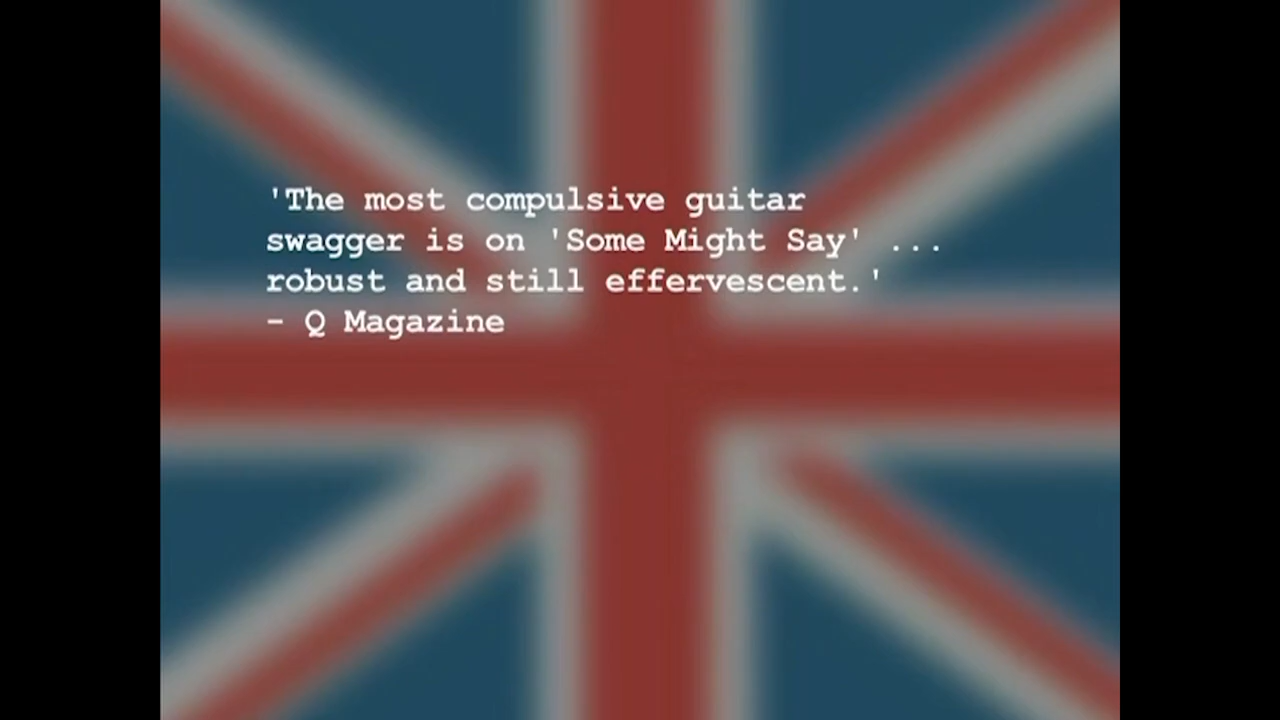 'The most compulsive guitar
swagger is on 'Some Might Say' ...
robust and still effervescent.'
- Q Magazine